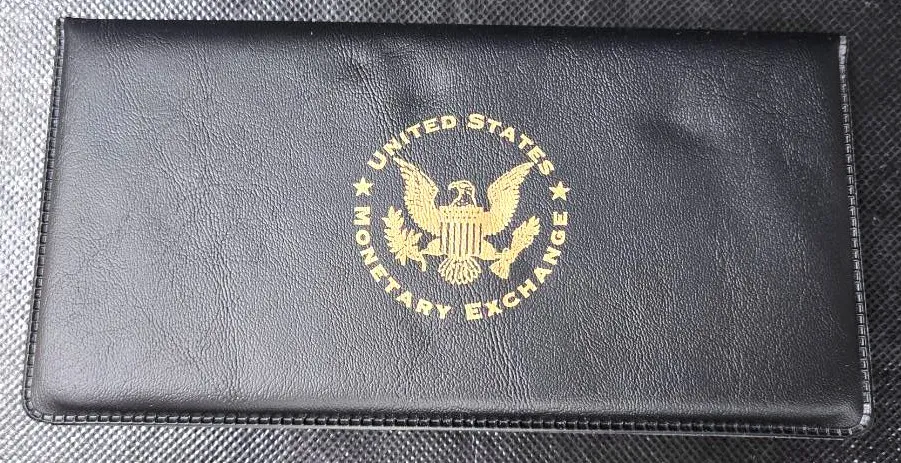 UNITED STATES
MONETARY EXCHANGE